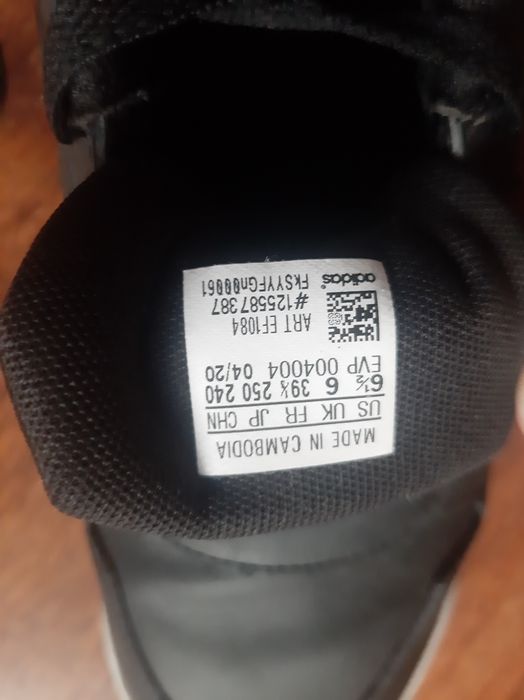 MADE IN CAMBODIA
US UK FR JP CHN
6½ 6 39⅓ 250 240
EVP 004004 04/20
ART EF1084
#125587387
FKSYYFGn00061
adidas